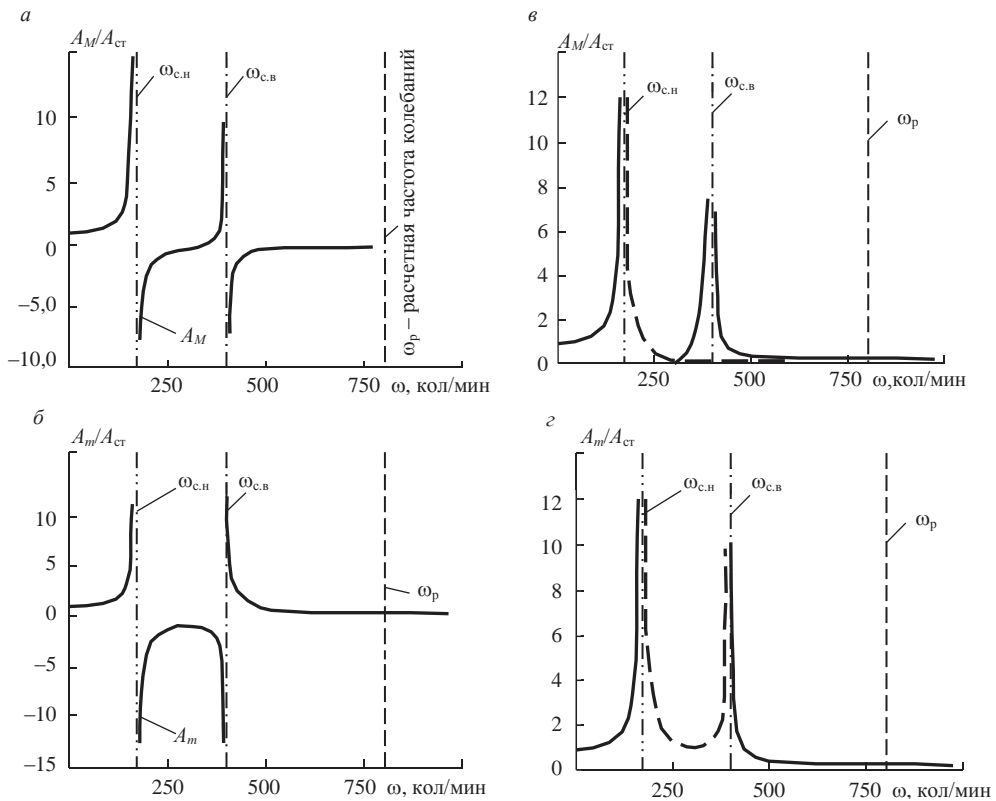 а
A_M/A_ст
10
5
0
–5,0
–10,0
ω_с.н
ω_с.в
A_M
ω_р – расчетная частота колебаний
250
500
750
ω, кол/мин
в
A_M/A_ст
12
10
8
6
4
2
0
ω_с.н
ω_с.в
ω_р
250
500
750
ω,кол/мин
б
A_m/A_ст
10
5
0
–5
–10
–15
ω_с.н
ω_с.в
ω_р
A_m
250
500
750
ω, кол/мин
г
A_m/A_ст
12
10
8
6
4
2
0
ω_с.н
ω_с.в
ω_р
250
500
750
ω, кол/мин